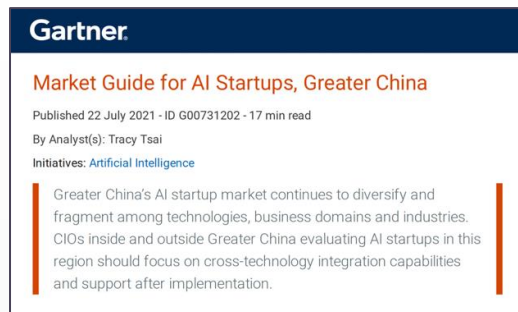 Gartner
Market Guide for AI Startups, Greater China
Published 22 July 2021 - ID G00731202 - 17 min read
By Analyst(s): Tracy Tsai
Initiatives: Artificial Intelligence
Greater China's AI startup market continues to diversify and
fragment among technologies, business domains and industries.
CIOs inside and outside Greater China evaluating AI startups in this
region should focus on cross-technology integration capabilities
and support after implementation.